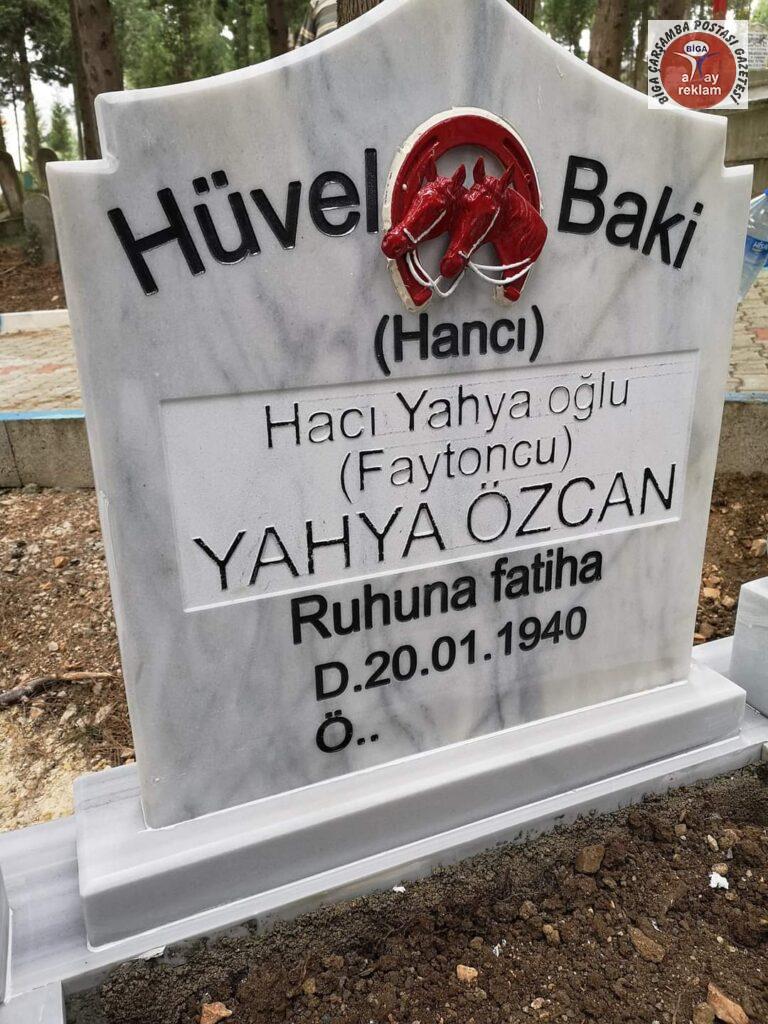 BİGA ÇARŞAMBA POSTASI GAZETESİ
BİGA
reklam
Hüvel Baki
(Hancı)
Hacı Yahya oğlu
(Faytoncu)
YAHYA ÖZCAN
Ruhuna fatiha
D.20.01.1940
Ö..